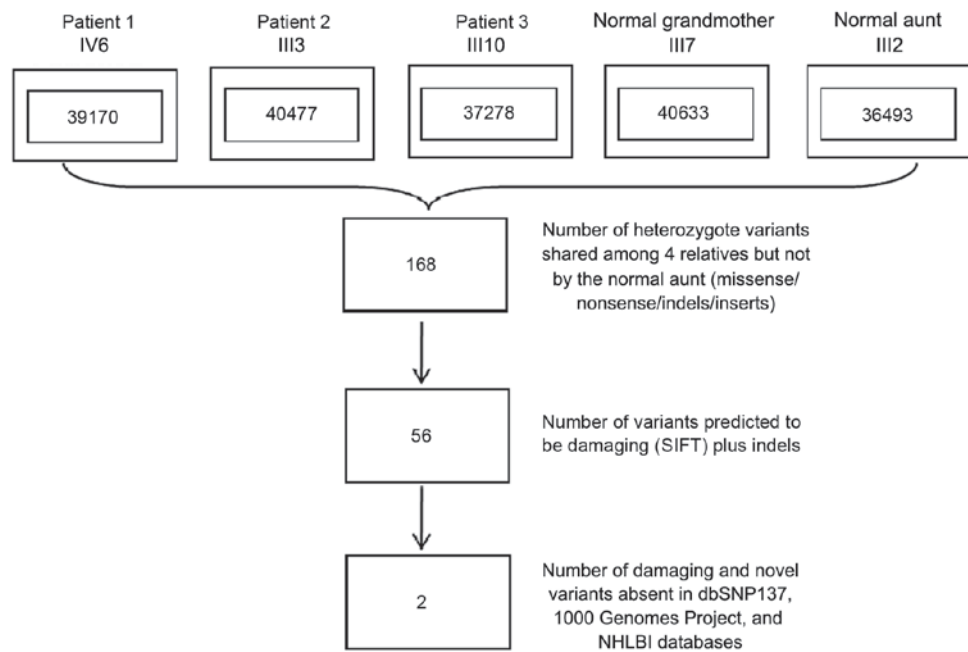 Patient 1
IV6
Patient 2
III3
Patient 3
III10
Normal grandmother
III7
Normal aunt
III2
39170
40477
37278
40633
36493
168
Number of heterozygote variants
shared among 4 relatives but not
by the normal aunt (missense/
nonsense/indels/inserts)
56
Number of variants predicted to
be damaging (SIFT) plus indels
2
Number of damaging and novel
variants absent in dbSNP137,
1000 Genomes Project, and
NHLBI databases